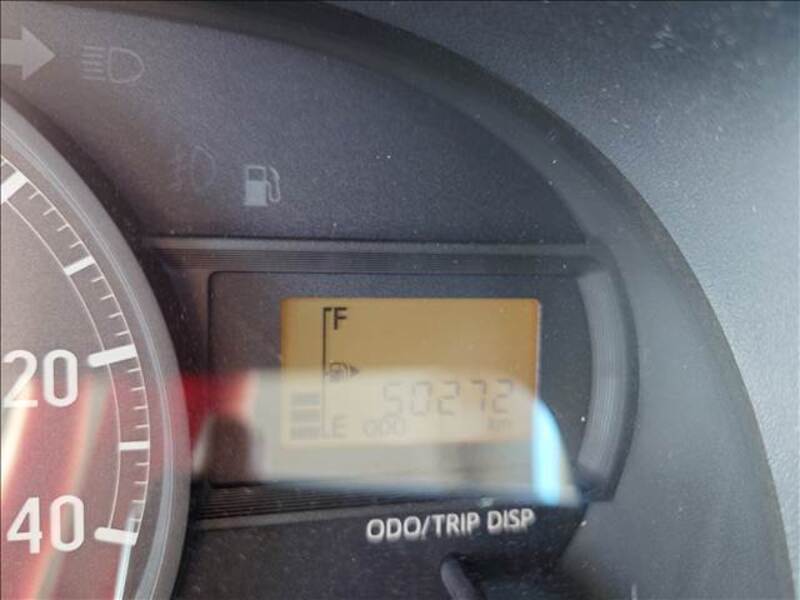 F
20
50272
E ODO km
40
ODO/TRIP DISP